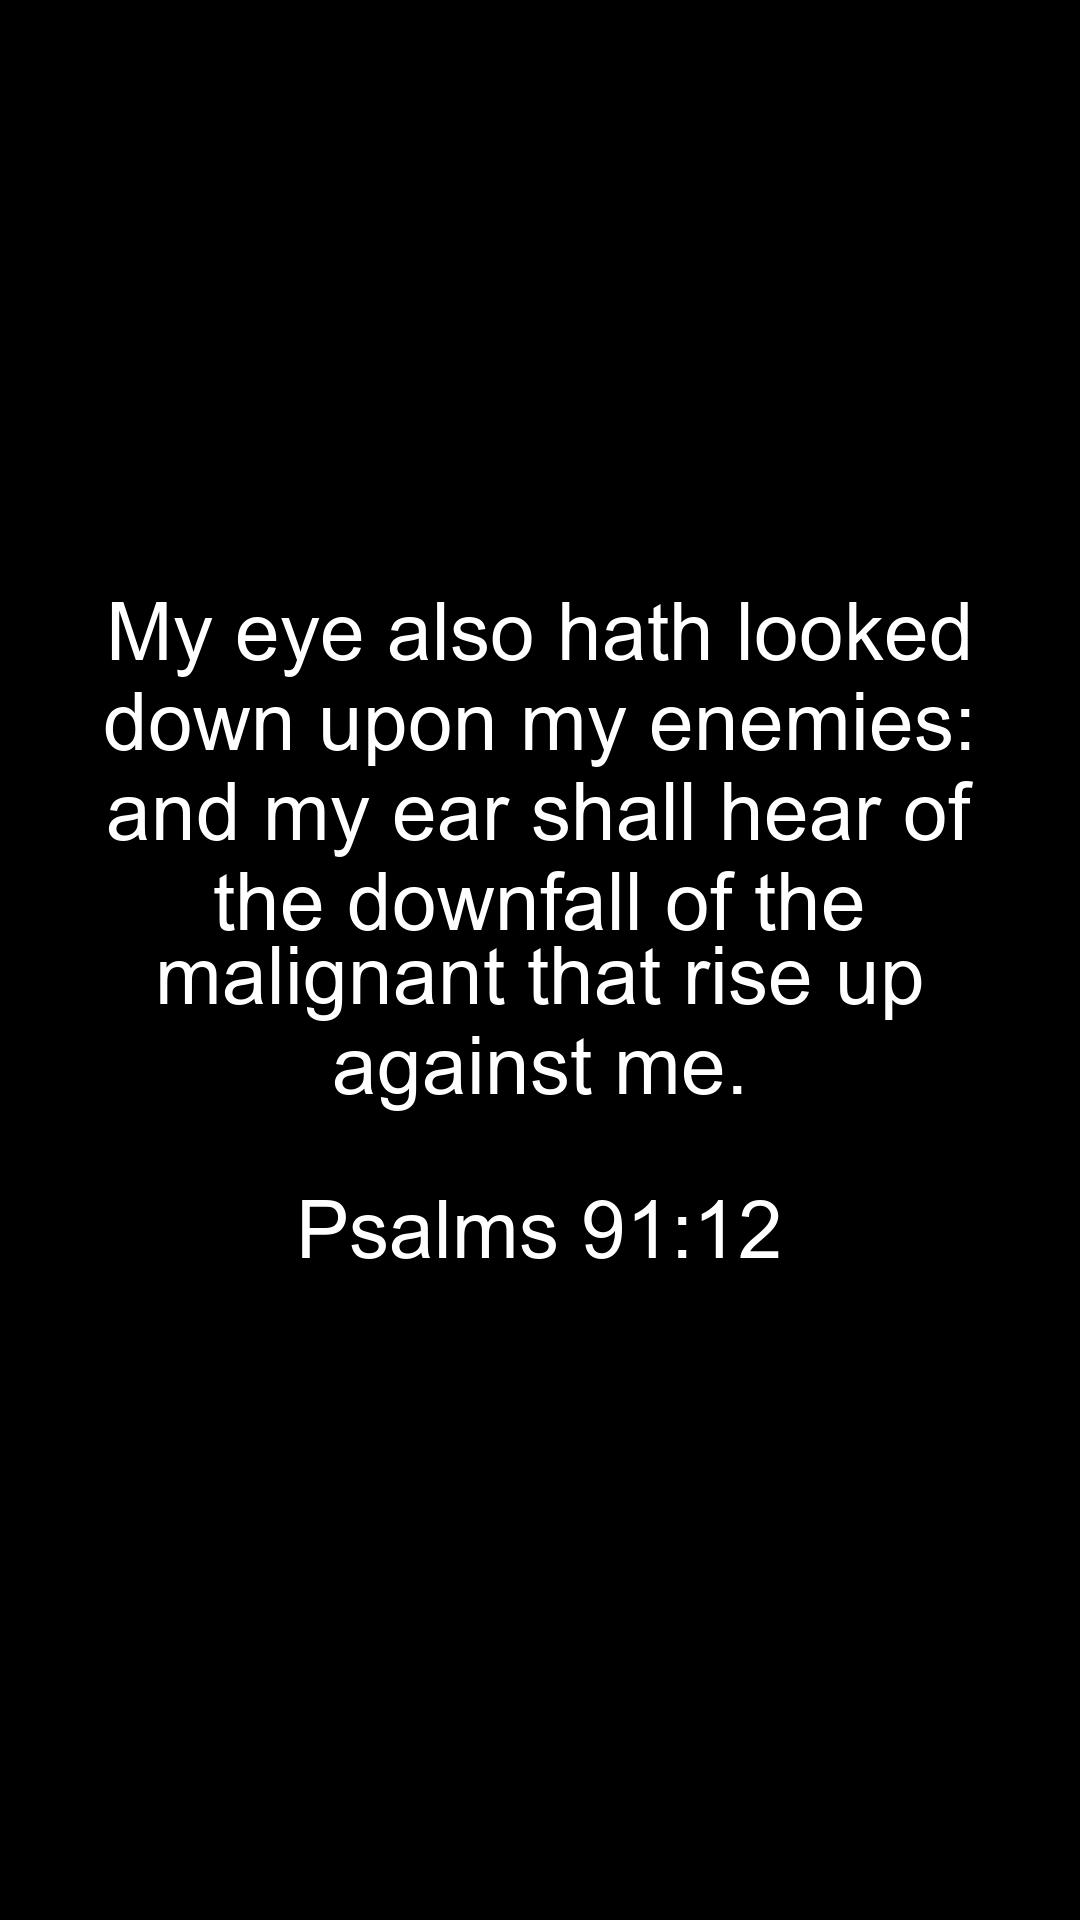 My eye also hath looked
down upon my enemies:
and my ear shall hear of
the downfall of the
malignant that rise up
against me.
Psalms 91:12